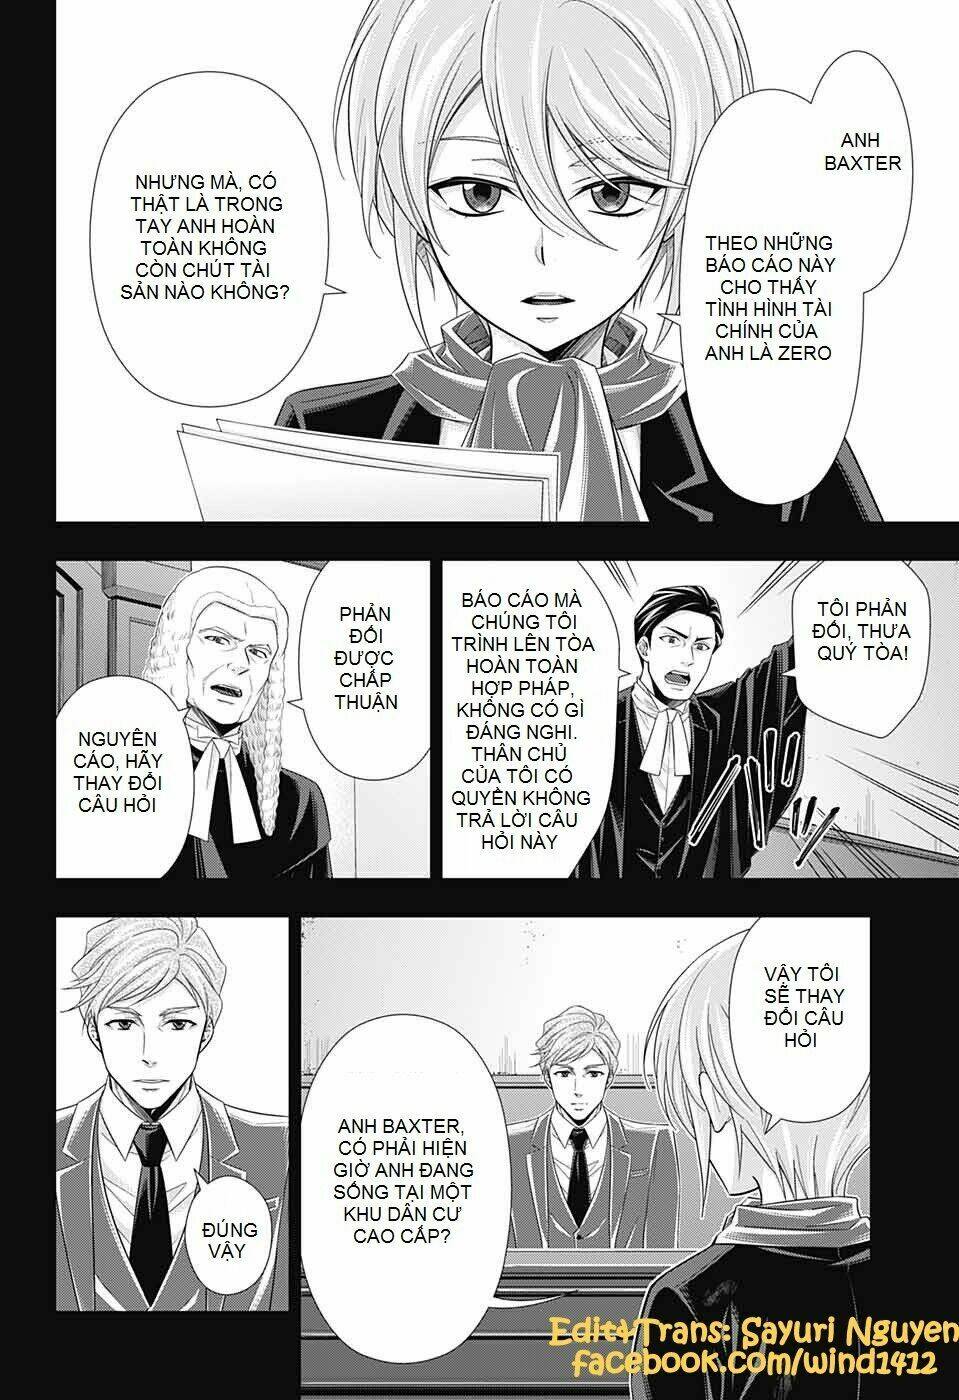 ANH
BAXTER
THEO NHỮNG
BÁO CÁO NÀY
CHO THẤY
TÌNH HÌNH TÀI
CHÍNH CỦA
ANH LÀ ZERO
NHƯNG MÀ, CÓ
THẬT LÀ TRONG
TAY ANH HOÀN
TOÀN KHÔNG
CÒN CHÚT TÀI
SẢN NÀO KHÔNG?
TÔI PHẢN
ĐỐI, THƯA
QUÝ TÒA!
BÁO CÁO MÀ
CHÚNG TÔI
TRÌNH LÊN TÒA
HOÀN TOÀN
HỢP PHÁP,
KHÔNG CÓ GÌ
ĐÁNG NGHI.
THÂN CHỦ
CỦA TÔI CÓ
QUYỀN KHÔNG
TRẢ LỜI CÂU
HỎI NÀY
PHẢN
ĐỐI
ĐƯỢC
CHẤP
THUẬN
NGUYÊN
CÁO, HÃY
THAY ĐỔI
CÂU HỎI
VẬY TÔI
SẼ THAY
ĐỔI CÂU
HỎI
ANH BAXTER,
CÓ PHẢI HIỆN
GIỜ ANH ĐANG
SỐNG TẠI MỘT
KHU DÂN CƯ
CAO CẤP?
ĐÚNG
VẬY
Edit+Trans: Sayuri Nguyen
facebook.com/wind1412